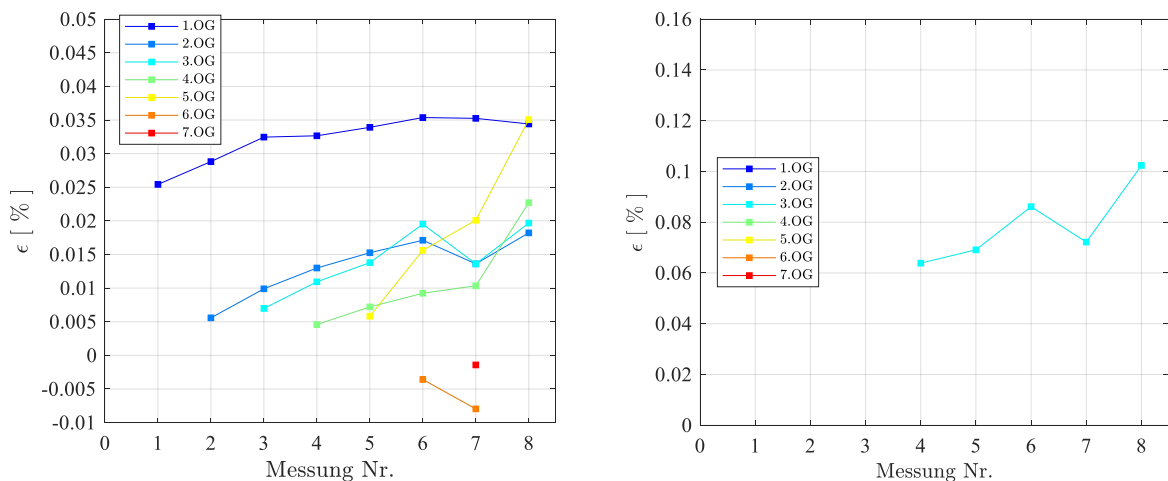 0.05
0.045
0.04
0.035
0.03
0.025
0.02
0.015
0.01
0.005
0
-0.005
-0.01
ϵ [ % ]
1.OG
2.OG
3.OG
4.OG
5.OG
6.OG
7.OG
0 1 2 3 4 5 6 7 8
Messung Nr.
0.16
0.14
0.12
0.1
0.08
0.06
0.04
0.02
0
ϵ [ % ]
1.OG
2.OG
3.OG
4.OG
5.OG
6.OG
7.OG
0 1 2 3 4 5 6 7 8
Messung Nr.